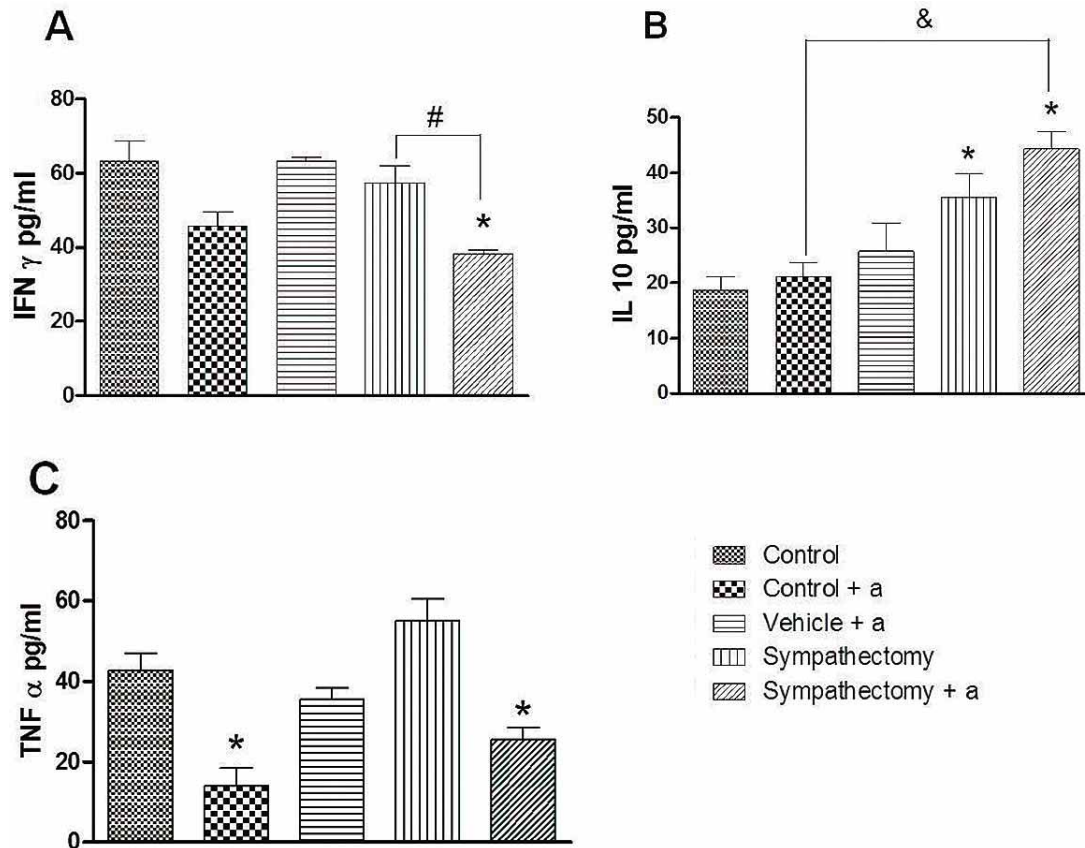 A
IFN γ pg/ml
80
60
40
20
0
#
*
B
IL 10 pg/ml
50
40
30
20
10
0
&
*
*
C
TNF α pg/ml
80
60
40
20
0
*
*
Control
Control + a
Vehicle + a
Sympathectomy
Sympathectomy + a